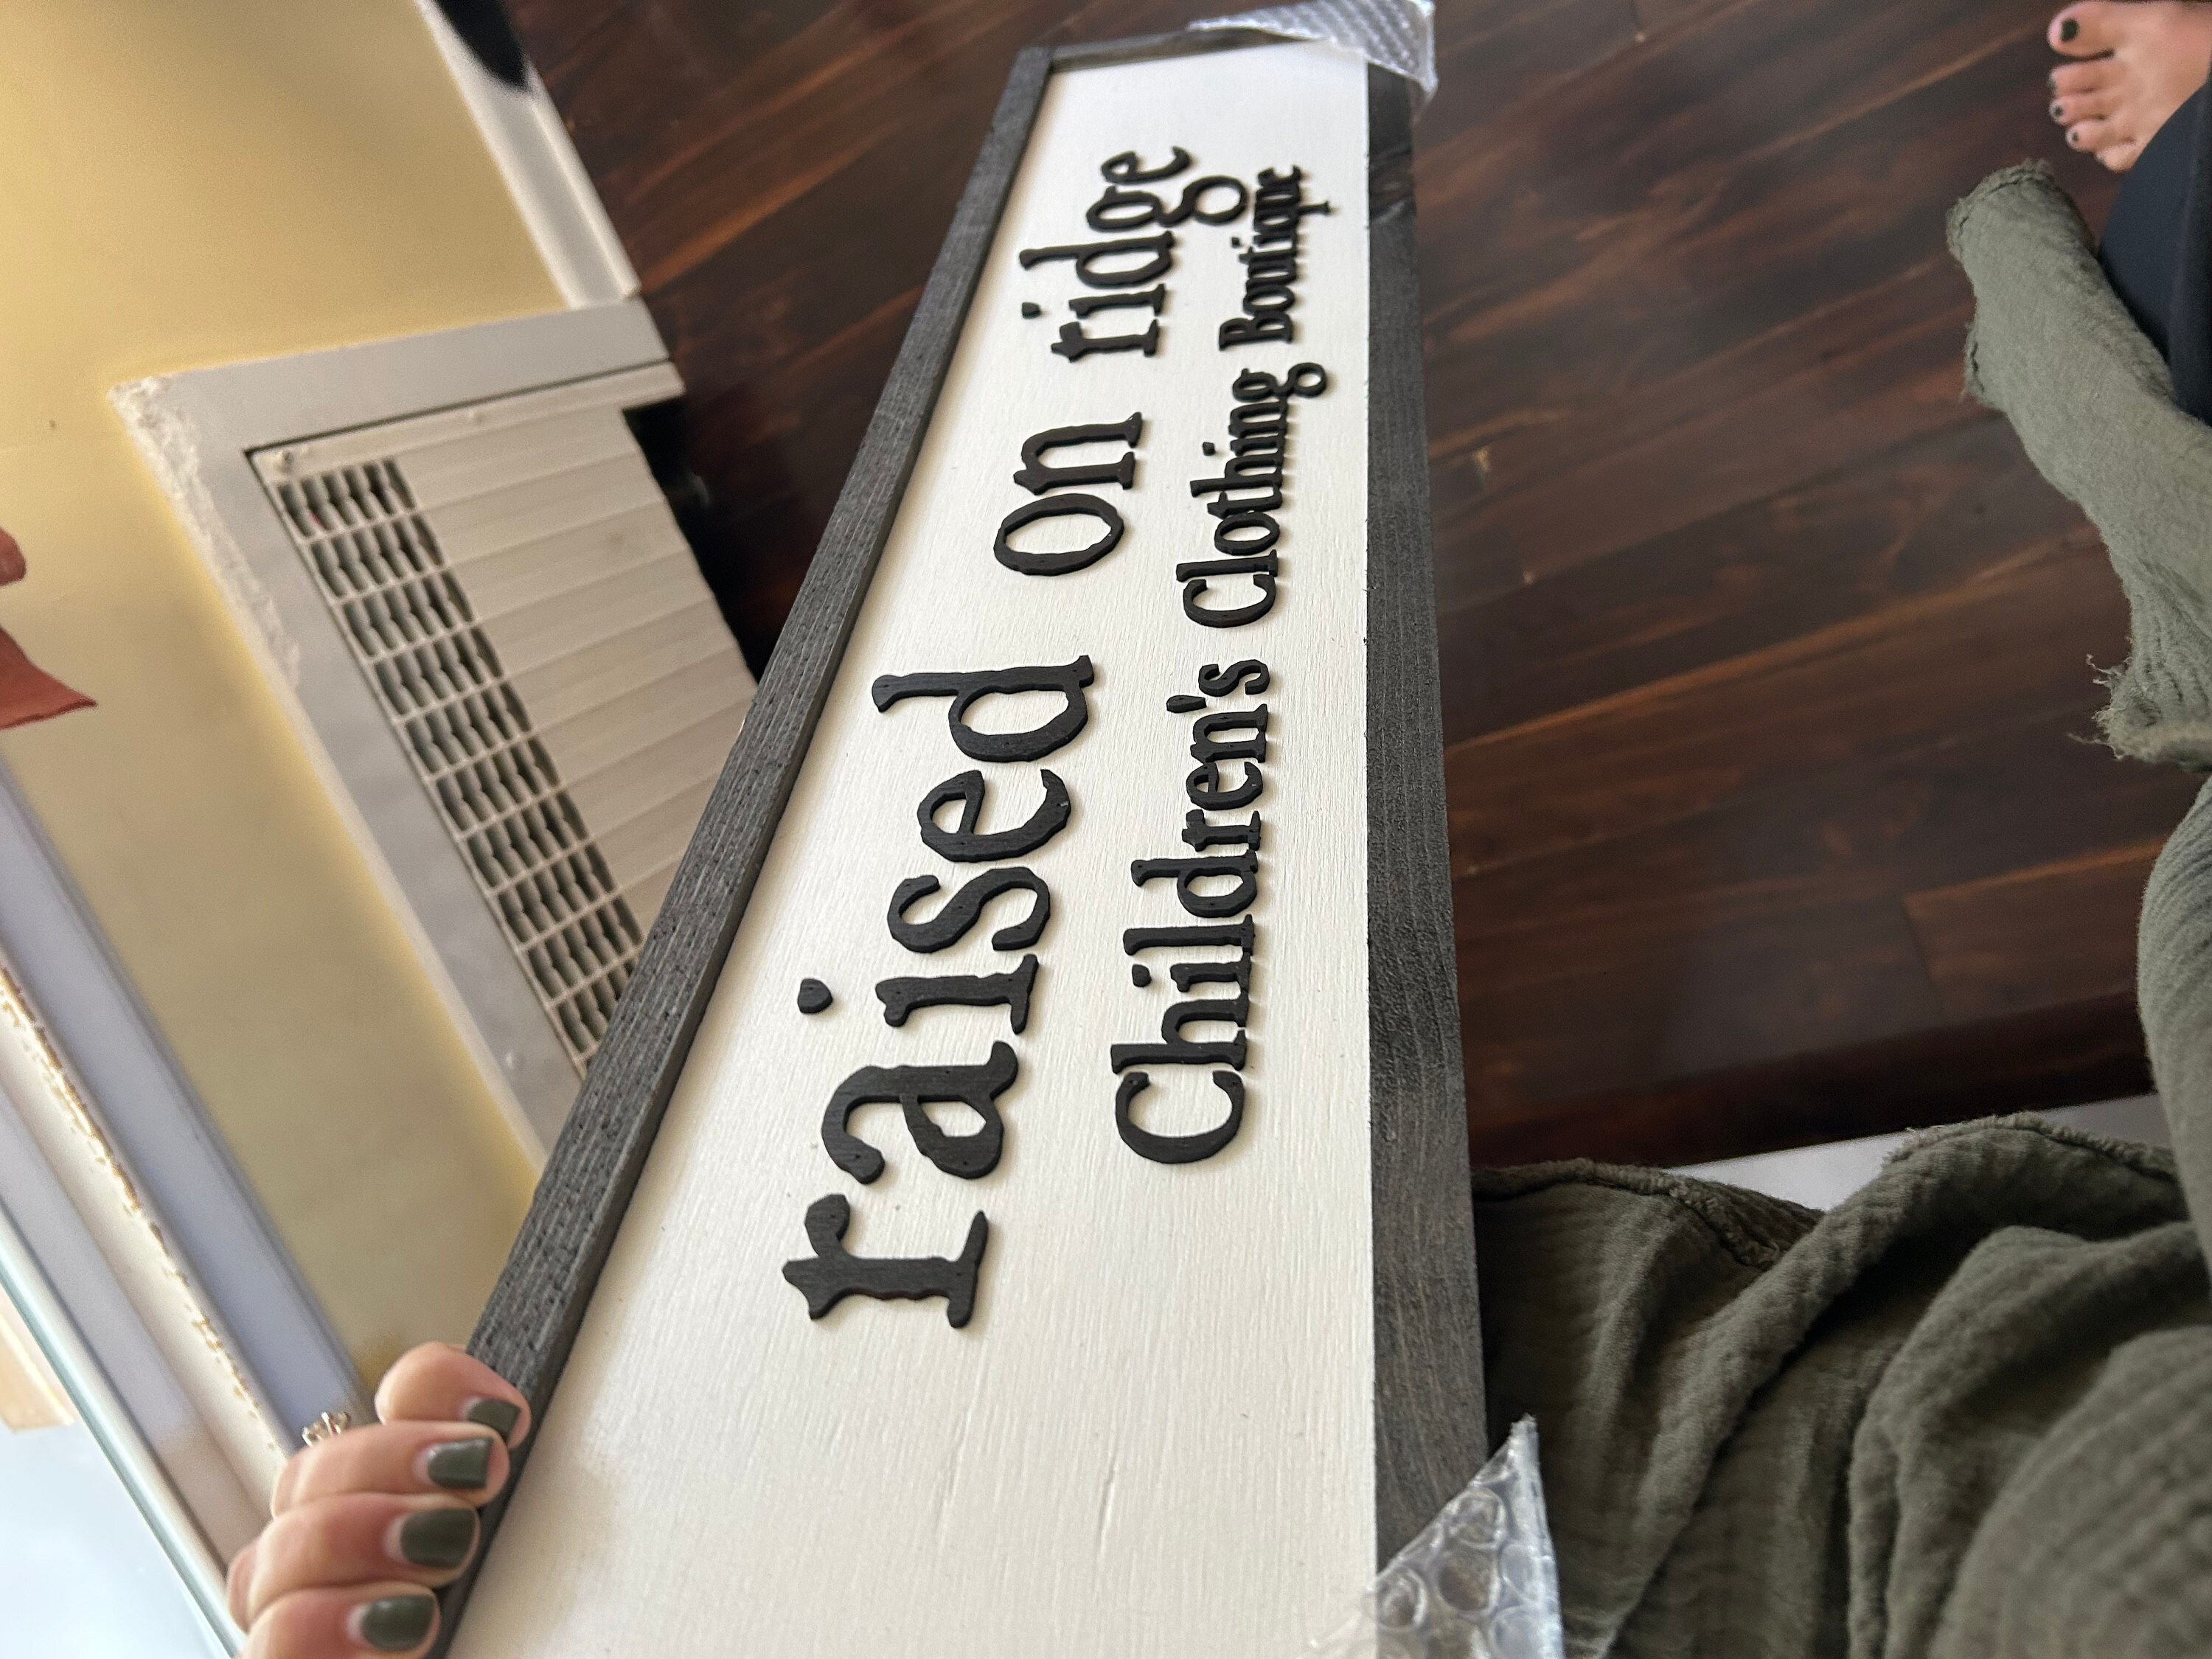 raised on ridge
Children's Clothing Boutique